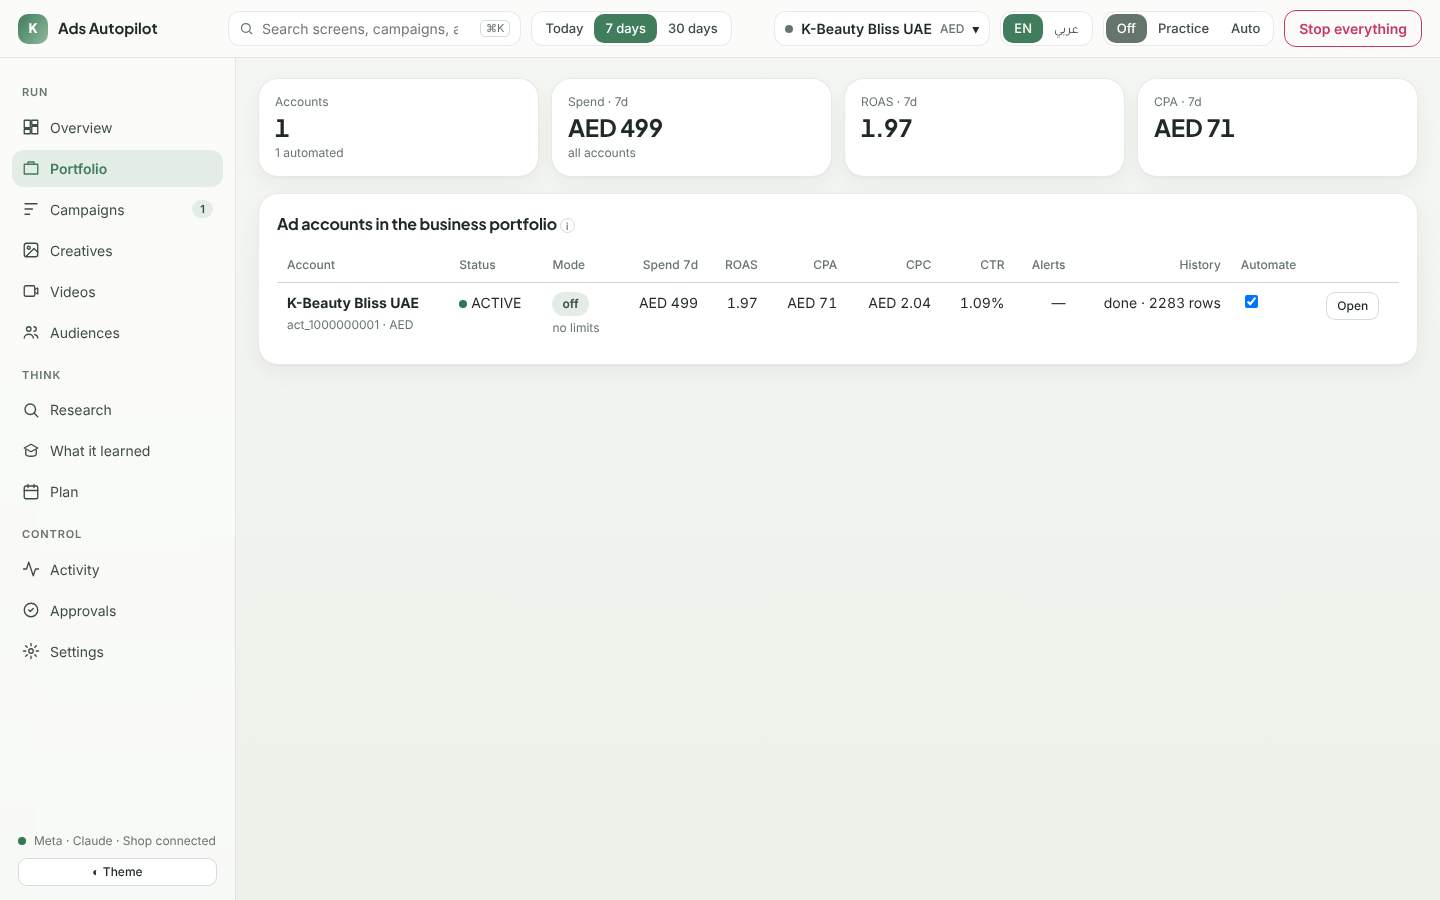 K Ads Autopilot
Search screens, campaigns, a ⌘K
Today 7 days 30 days
K-Beauty Bliss UAE AED ▾
EN عربي
Off Practice Auto
Stop everything
RUN
Overview
Portfolio
Campaigns 1
Creatives
Videos
Audiences
THINK
Research
What it learned
Plan
CONTROL
Activity
Approvals
Settings
Meta · Claude · Shop connected
Theme
Accounts
1
1 automated
Spend · 7d
AED 499
all accounts
ROAS · 7d
1.97
CPA · 7d
AED 71
Ad accounts in the business portfolio i
Account Status Mode Spend 7d ROAS CPA CPC CTR Alerts History Automate
K-Beauty Bliss UAE ACTIVE off AED 499 1.97 AED 71 AED 2.04 1.09% — done · 2283 rows Open
act_1000000001 · AED no limits